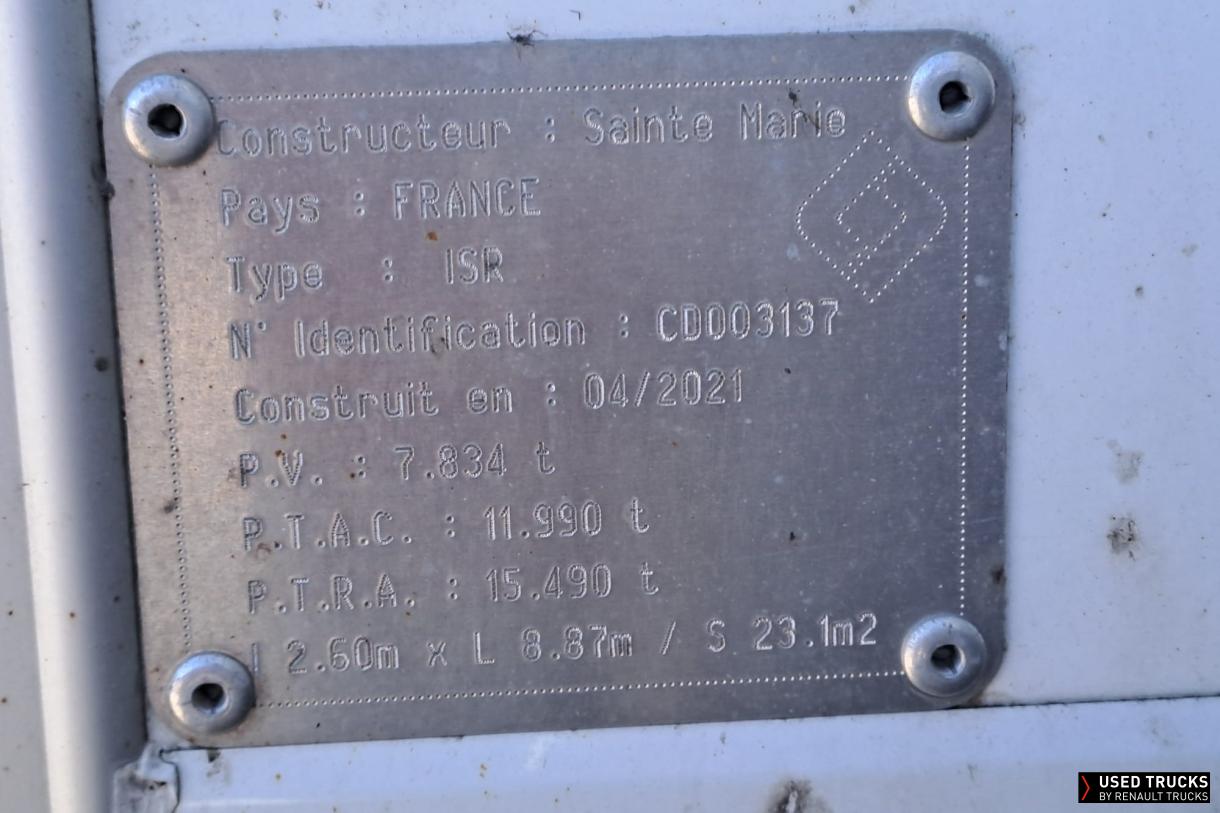 Constructeur : Sainte Marie
Pays : FRANCE
Type : ISR
N° Identification : CD003137
Construit en : 04/2021
P.V. : 7.834 t
P.T.A.C. : 11.990 t
P.T.R.A. : 15.490 t
l 2.60m x L 8.87m / S 23.1m2
USED TRUCKS
BY RENAULT TRUCKS